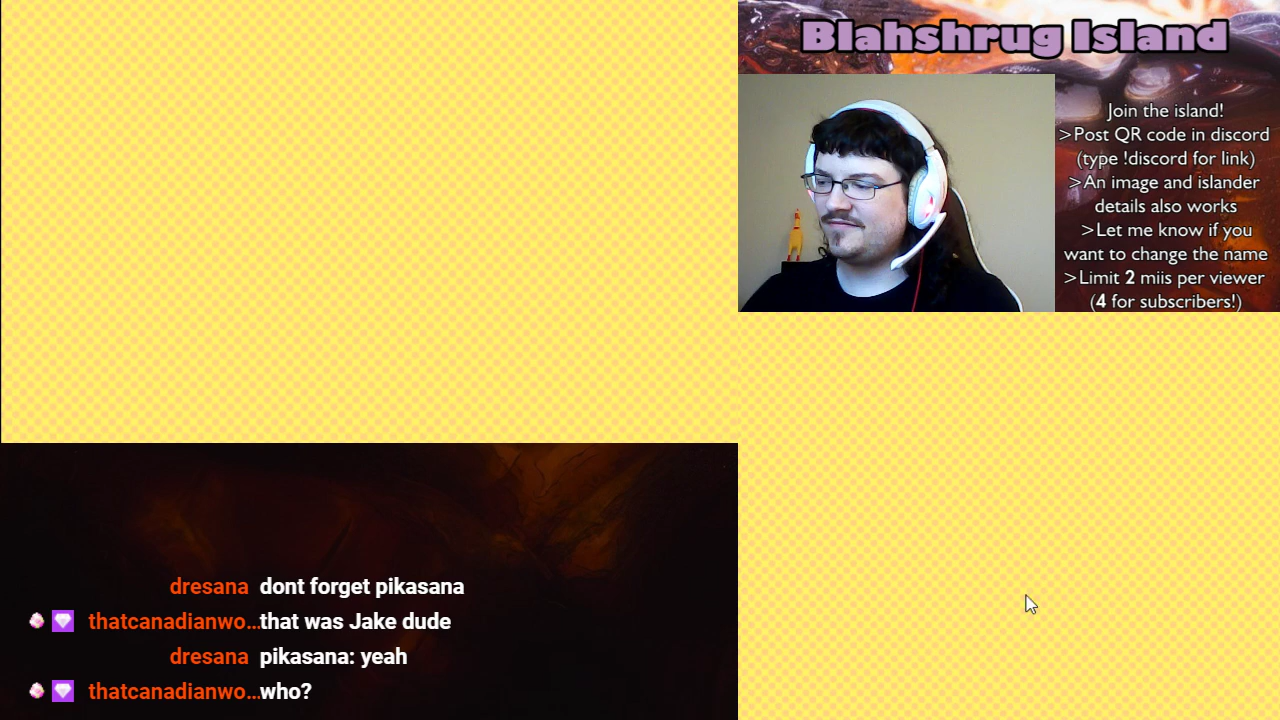 Blahshrug Island
Join the island!
>Post QR code in discord
(type !discord for link)
>An image and islander
details also works
>Let me know if you
want to change the name
>Limit 2 miis per viewer
(4 for subscribers!)
dresana dont forget pikasana
thatcanadianwo... that was Jake dude
dresana pikasana: yeah
thatcanadianwo... who?